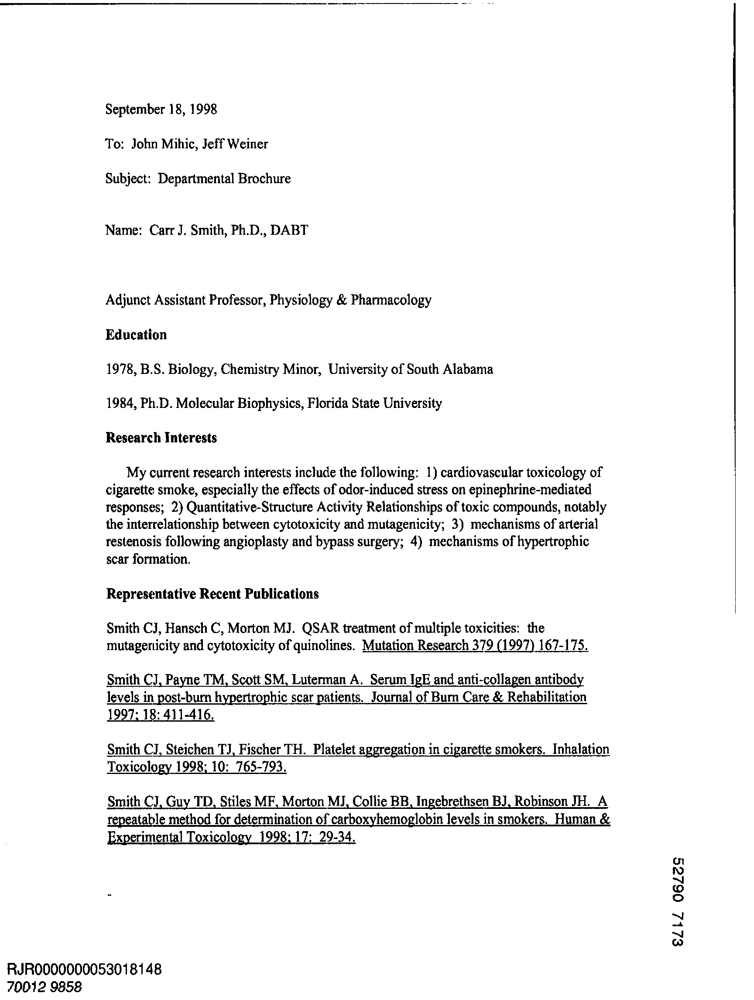 September 18, 1998
To: John Mihic, Jeff Weiner
Subject: Departmental Brochure
Name: Carr J. Smith, Ph.D., DABT
Adjunct Assistant Professor, Physiology & Pharmacology
Education
1978, B.S. Biology, Chemistry Minor, University of South Alabama
1984, Ph.D. Molecular Biophysics, Florida State University
Research Interests
My current research interests include the following: 1) cardiovascular toxicology of
cigarette smoke, especially the effects of odor-induced stress on epinephrine-mediated
responses; 2) Quantitative-Structure Activity Relationships of toxic compounds, notably
the interrelationship between cytotoxicity and mutagenicity; 3) mechanisms of arterial
restenosis following angioplasty and bypass surgery; 4) mechanisms of hypertrophic
scar formation.
Representative Recent Publications
Smith CJ, Hansch C, Morton MJ. QSAR treatment of multiple toxicities: the
mutagenicity and cytotoxicity of quinolines. Mutation Research 379 (1997) 167-175.
Smith CJ, Payne TM, Scott SM, Luterman A. Serum IgE and anti-collagen antibody
levels in post-burn hypertrophic scar patients. Journal of Burn Care & Rehabilitation
1997; 18: 411-416.
Smith CJ, Steichen TJ, Fischer TH. Platelet aggregation in cigarette smokers. Inhalation
Toxicology 1998; 10: 765-793.
Smith CJ, Guy TD, Stiles MF, Morton MJ, Collie BB, Ingebrethsen BJ, Robinson JH. A
repeatable method for determination of carboxyhemoglobin levels in smokers. Human &
Experimental Toxicology 1998; 17: 29-34.
52790 7173
RJR0000000053018148
70012 9858